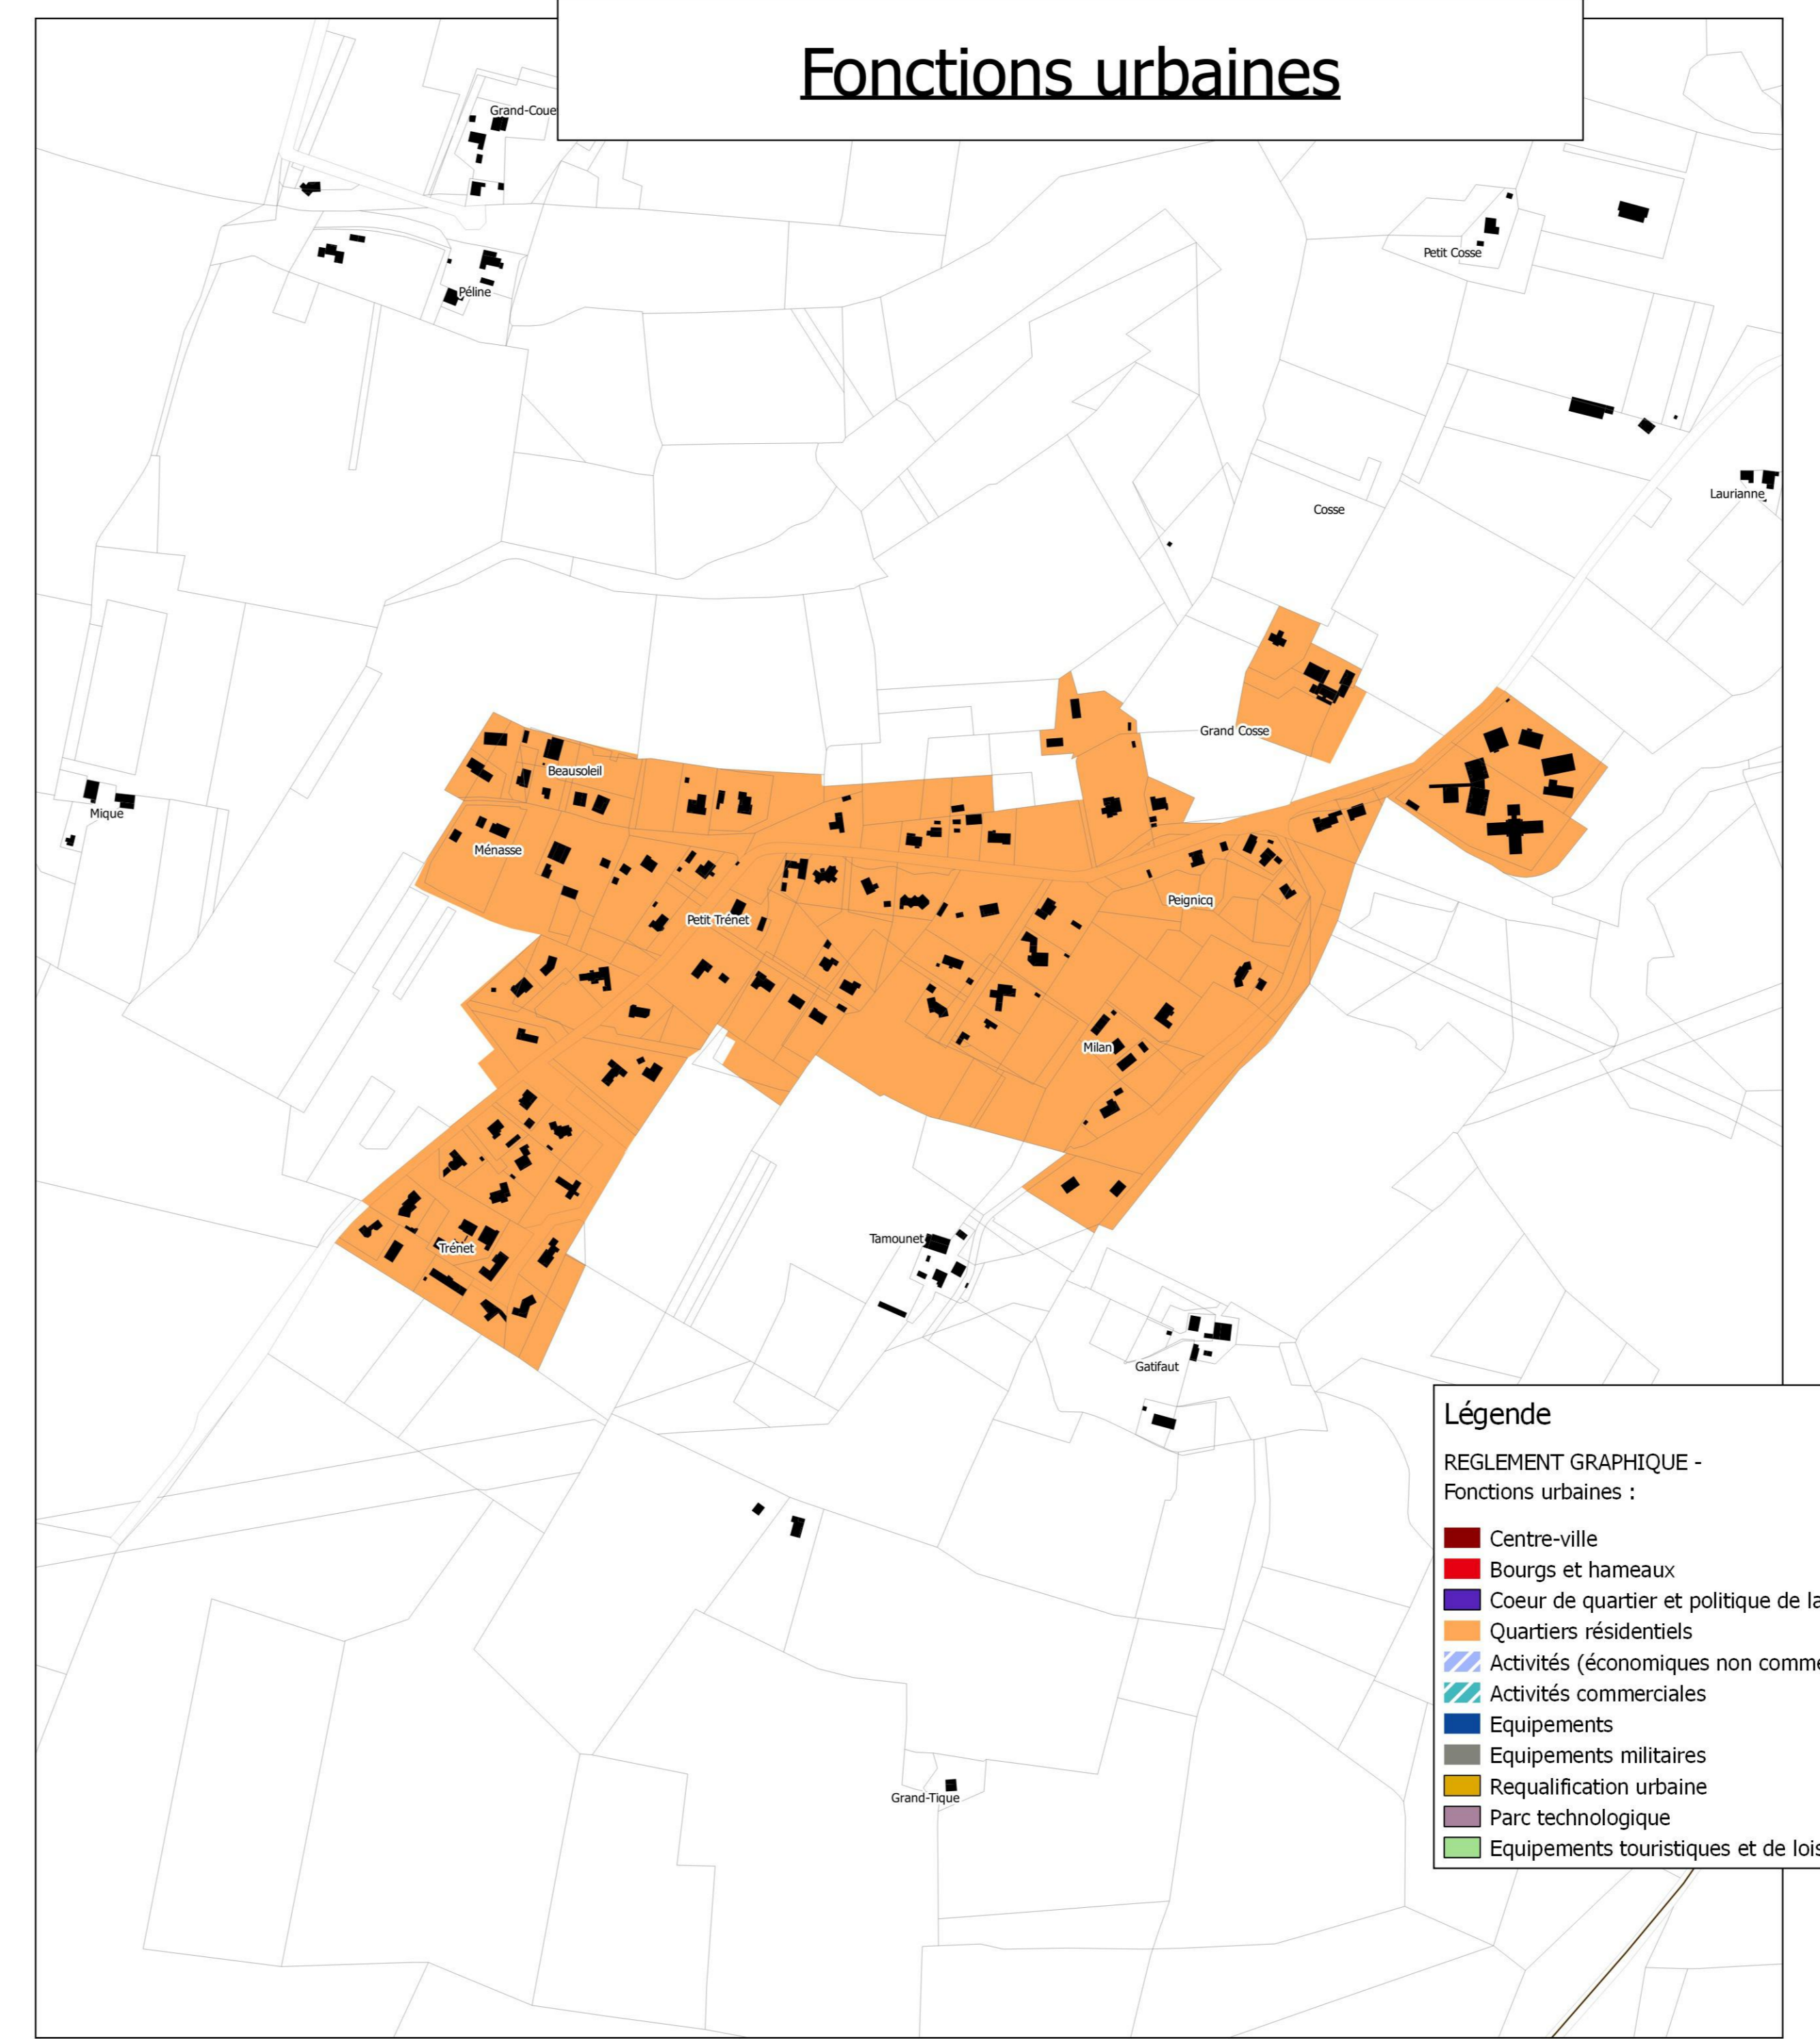 Fonctions urbaines
Grand-Coue
Petit Cosse
Péline
Laurianne
Cosse
Grand Cosse
Beausoleil
Mique
Ménasse
Peignicq
Petit Trénet
Milan
Tamounet
Trénet
Gatifaut
Grand-Tique
Légende
REGLEMENT GRAPHIQUE -
Fonctions urbaines :
Centre-ville
Bourgs et hameaux
Coeur de quartier et politique de la
Quartiers résidentiels
Activités (économiques non comme
Activités commerciales
Equipements
Equipements militaires
Requalification urbaine
Parc technologique
Equipements touristiques et de lois